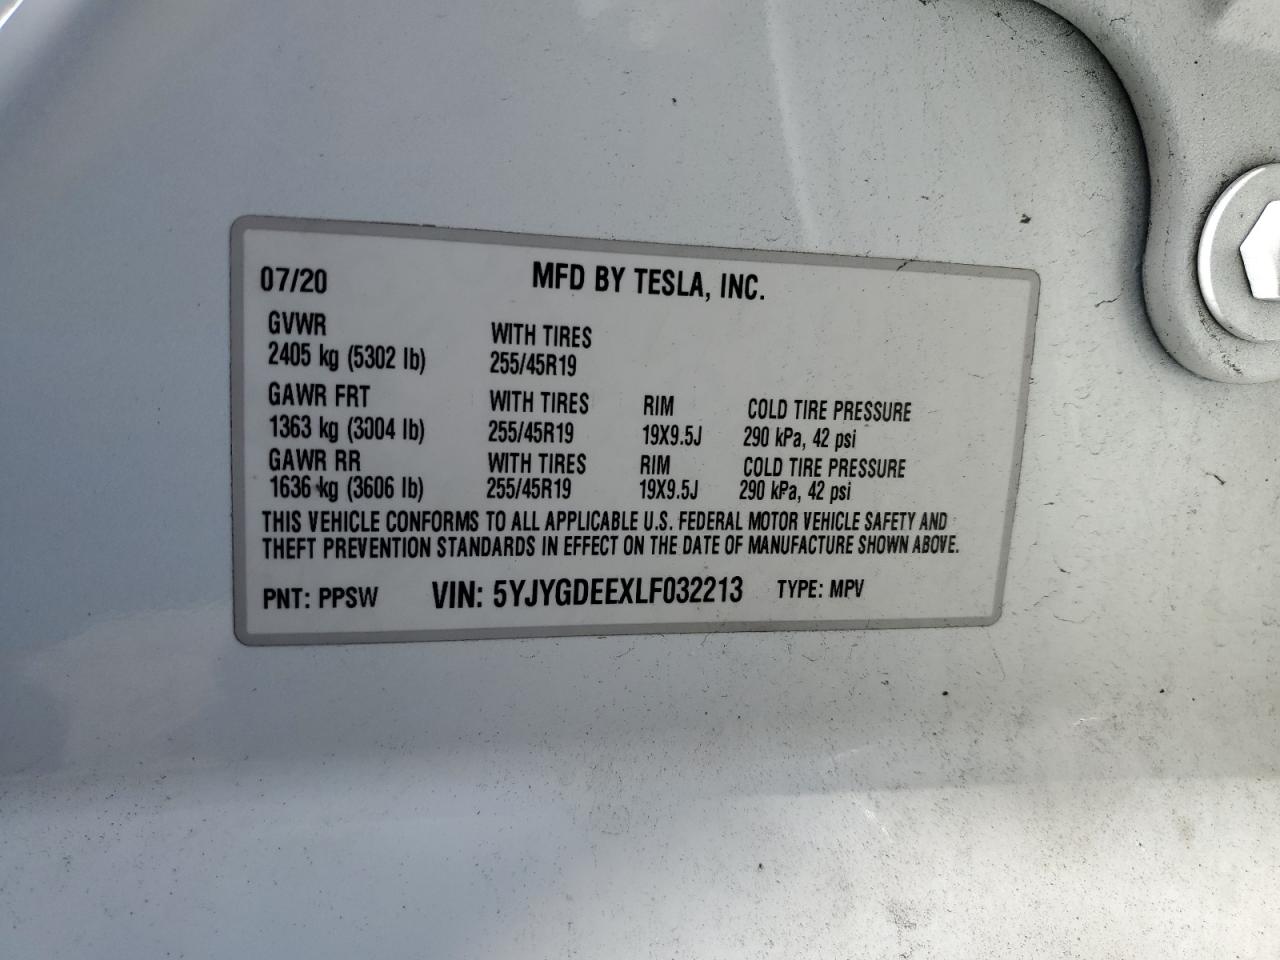 07/20 MFD BY TESLA, INC.
GVWR WITH TIRES
2405 kg (5302 lb) 255/45R19
GAWR FRT WITH TIRES RIM COLD TIRE PRESSURE
1363 kg (3004 lb) 255/45R19 19X9.5J 290 kPa, 42 psi
GAWR RR WITH TIRES RIM COLD TIRE PRESSURE
1636 kg (3606 lb) 255/45R19 19X9.5J 290 kPa, 42 psi
THIS VEHICLE CONFORMS TO ALL APPLICABLE U.S. FEDERAL MOTOR VEHICLE SAFETY AND
THEFT PREVENTION STANDARDS IN EFFECT ON THE DATE OF MANUFACTURE SHOWN ABOVE.
PNT: PPSW VIN: 5YJYGDEEXLF032213 TYPE: MPV